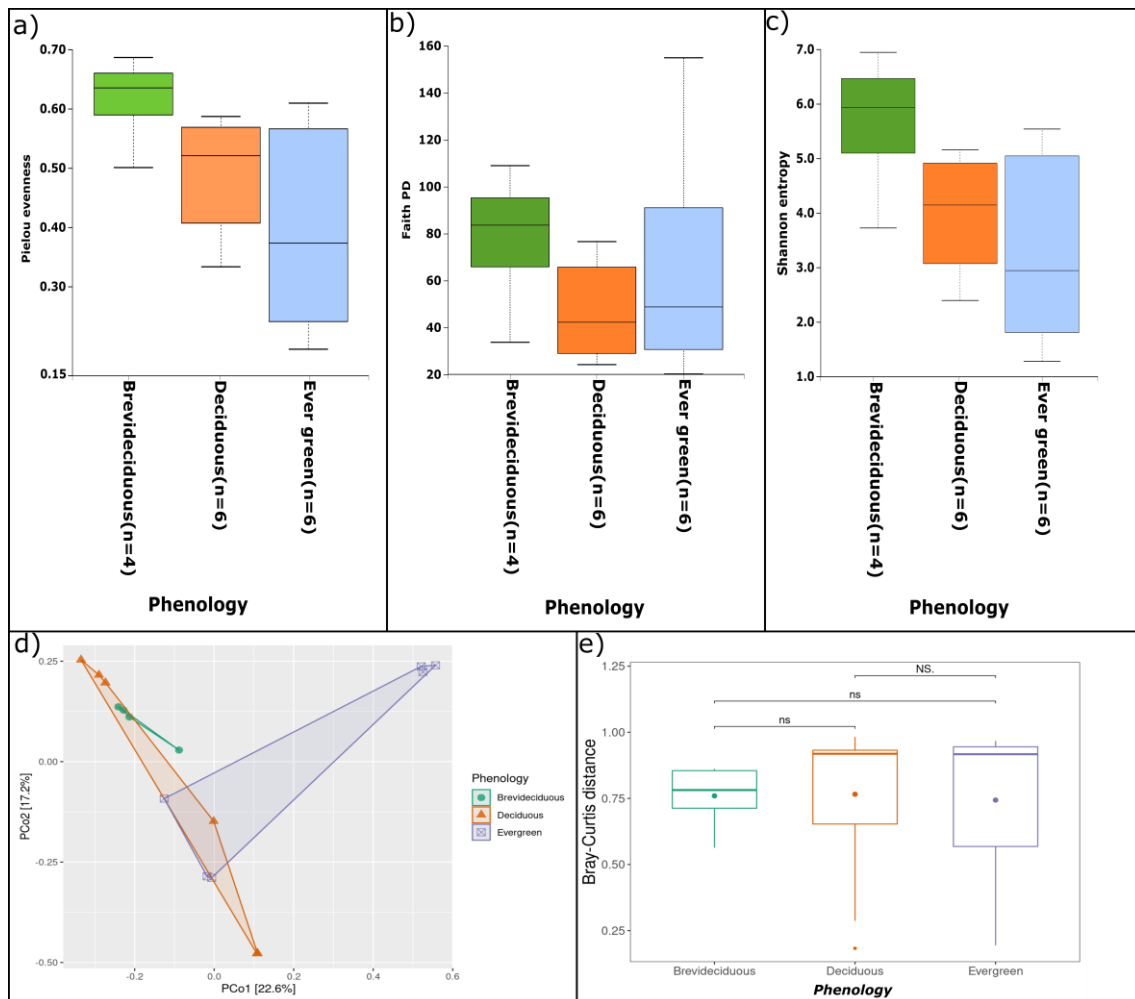 a)
Pielou evenness
0.70
0.60
0.50
0.40
0.30
0.15
Brevideciduous(n=4)
Deciduous(n=6)
Ever green(n=6)
Phenology
b)
Faith PD
160
140
120
100
80
60
40
20
Brevideciduous(n=4)
Deciduous(n=6)
Ever green(n=6)
Phenology
c)
Shannon entropy
7.0
6.0
5.0
4.0
3.0
2.0
1.0
Brevideciduous(n=4)
Deciduous(n=6)
Ever green(n=6)
Phenology
d)
PCo2 [17.2%]
0.25
0.00
-0.25
-0.50
-0.2
0.0
0.2
0.4
0.6
PCo1 [22.6%]
Phenology
Brevideciduous
Deciduous
Evergreen
e)
Bray-Curtis distance
1.25
1.00
0.75
0.50
0.25
NS.
ns
ns
Brevideciduous
Deciduous
Evergreen
Phenology